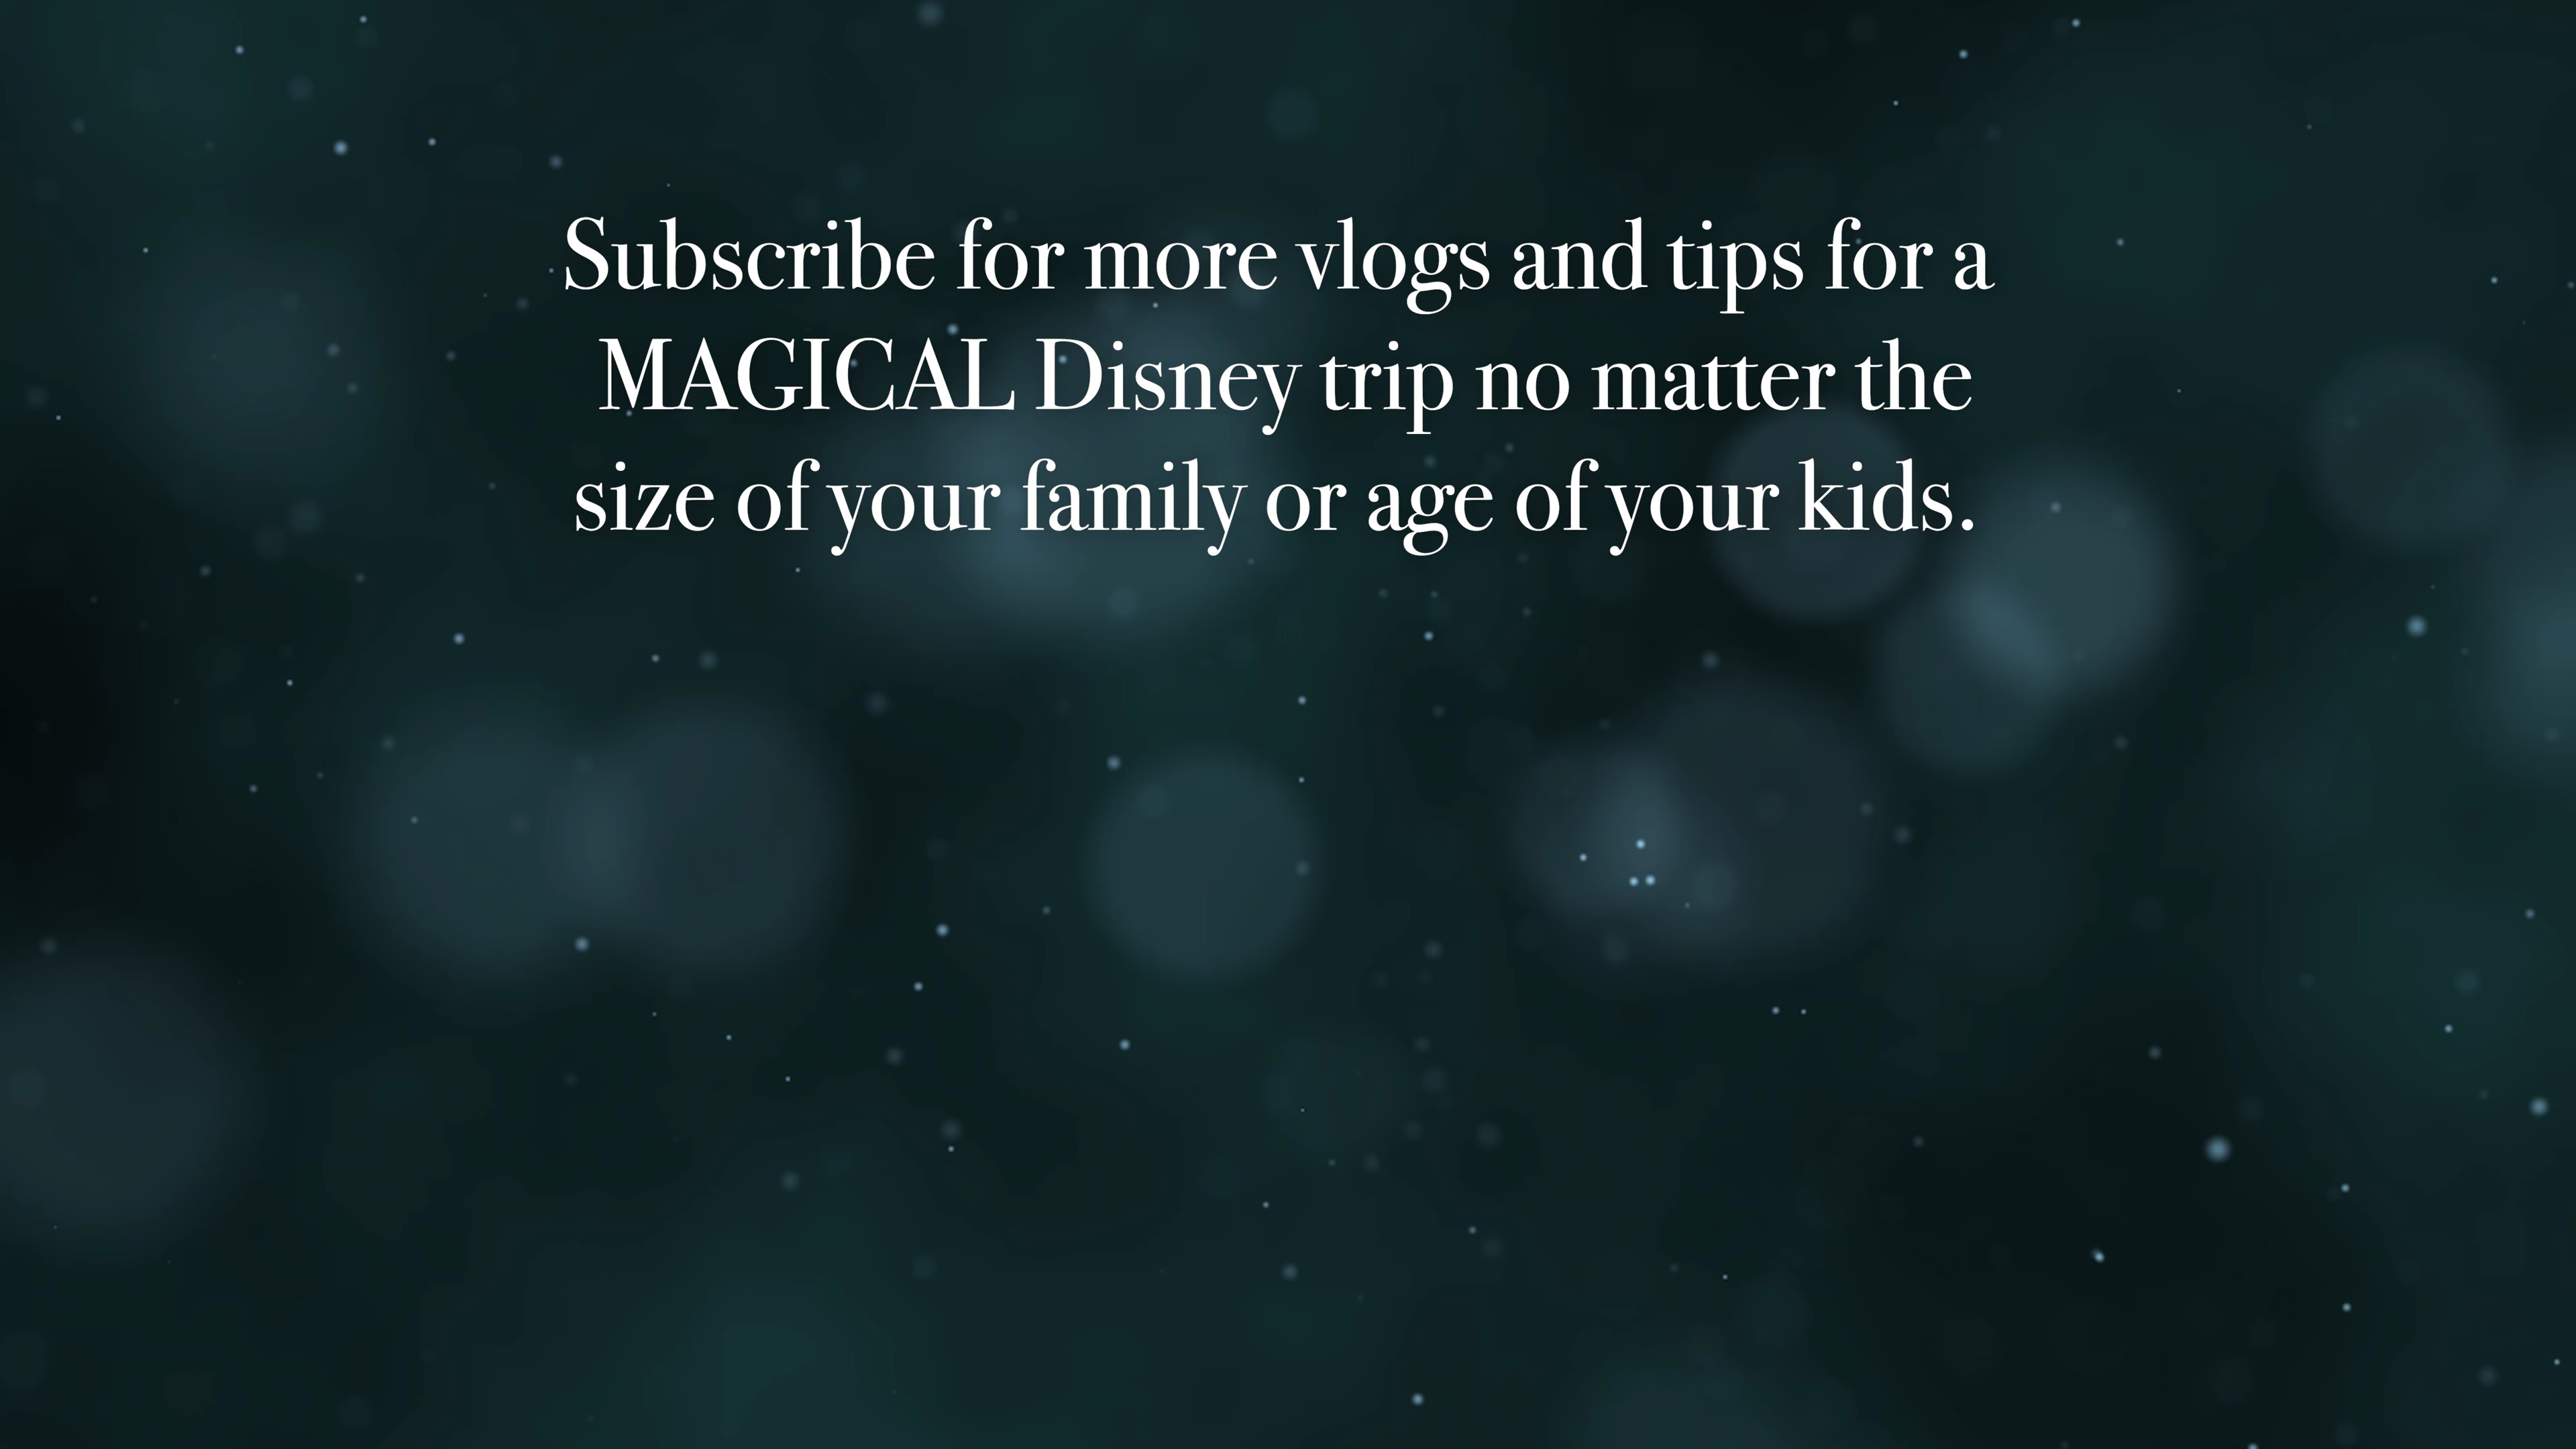 Subscribe for more vlogs and tips for a
MAGICAL Disney trip no matter the
size of your family or age of your kids.